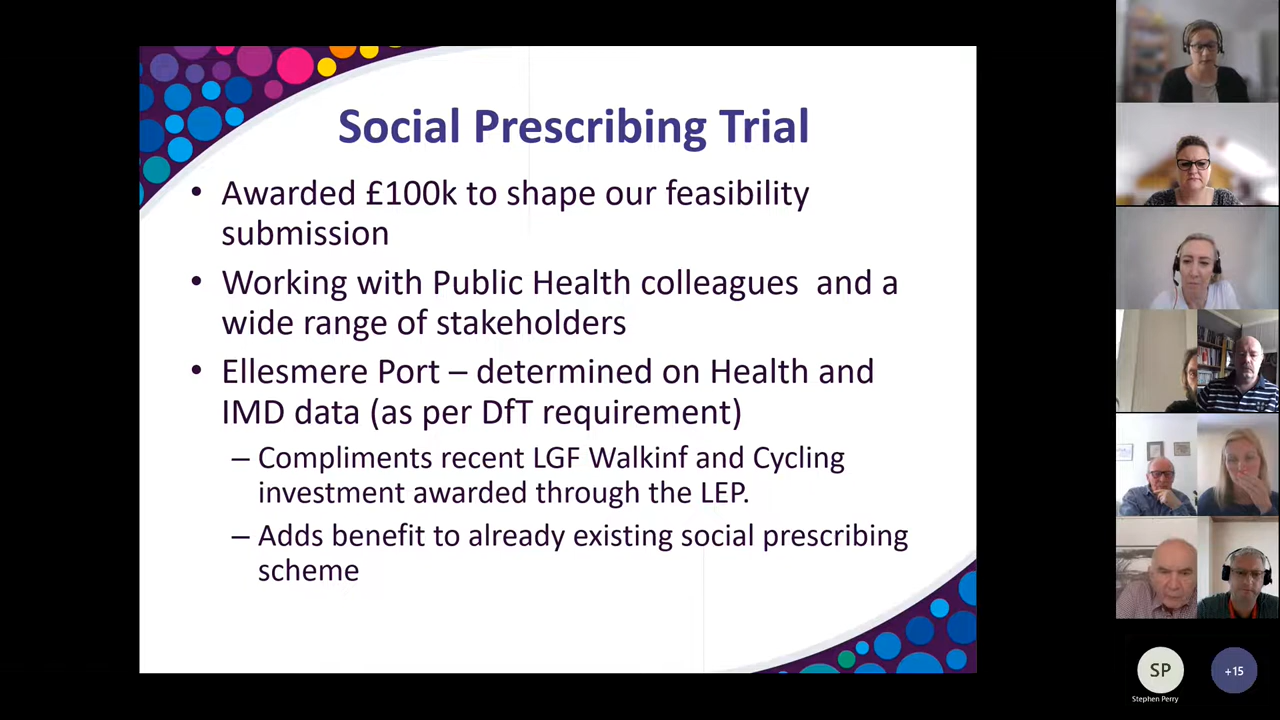 Social Prescribing Trial
• Awarded £100k to shape our feasibility
submission
• Working with Public Health colleagues  and a
wide range of stakeholders
• Ellesmere Port – determined on Health and
IMD data (as per DfT requirement)
– Compliments recent LGF Walkinf and Cycling
investment awarded through the LEP.
– Adds benefit to already existing social prescribing
scheme
SP
Stephen Perry
+15